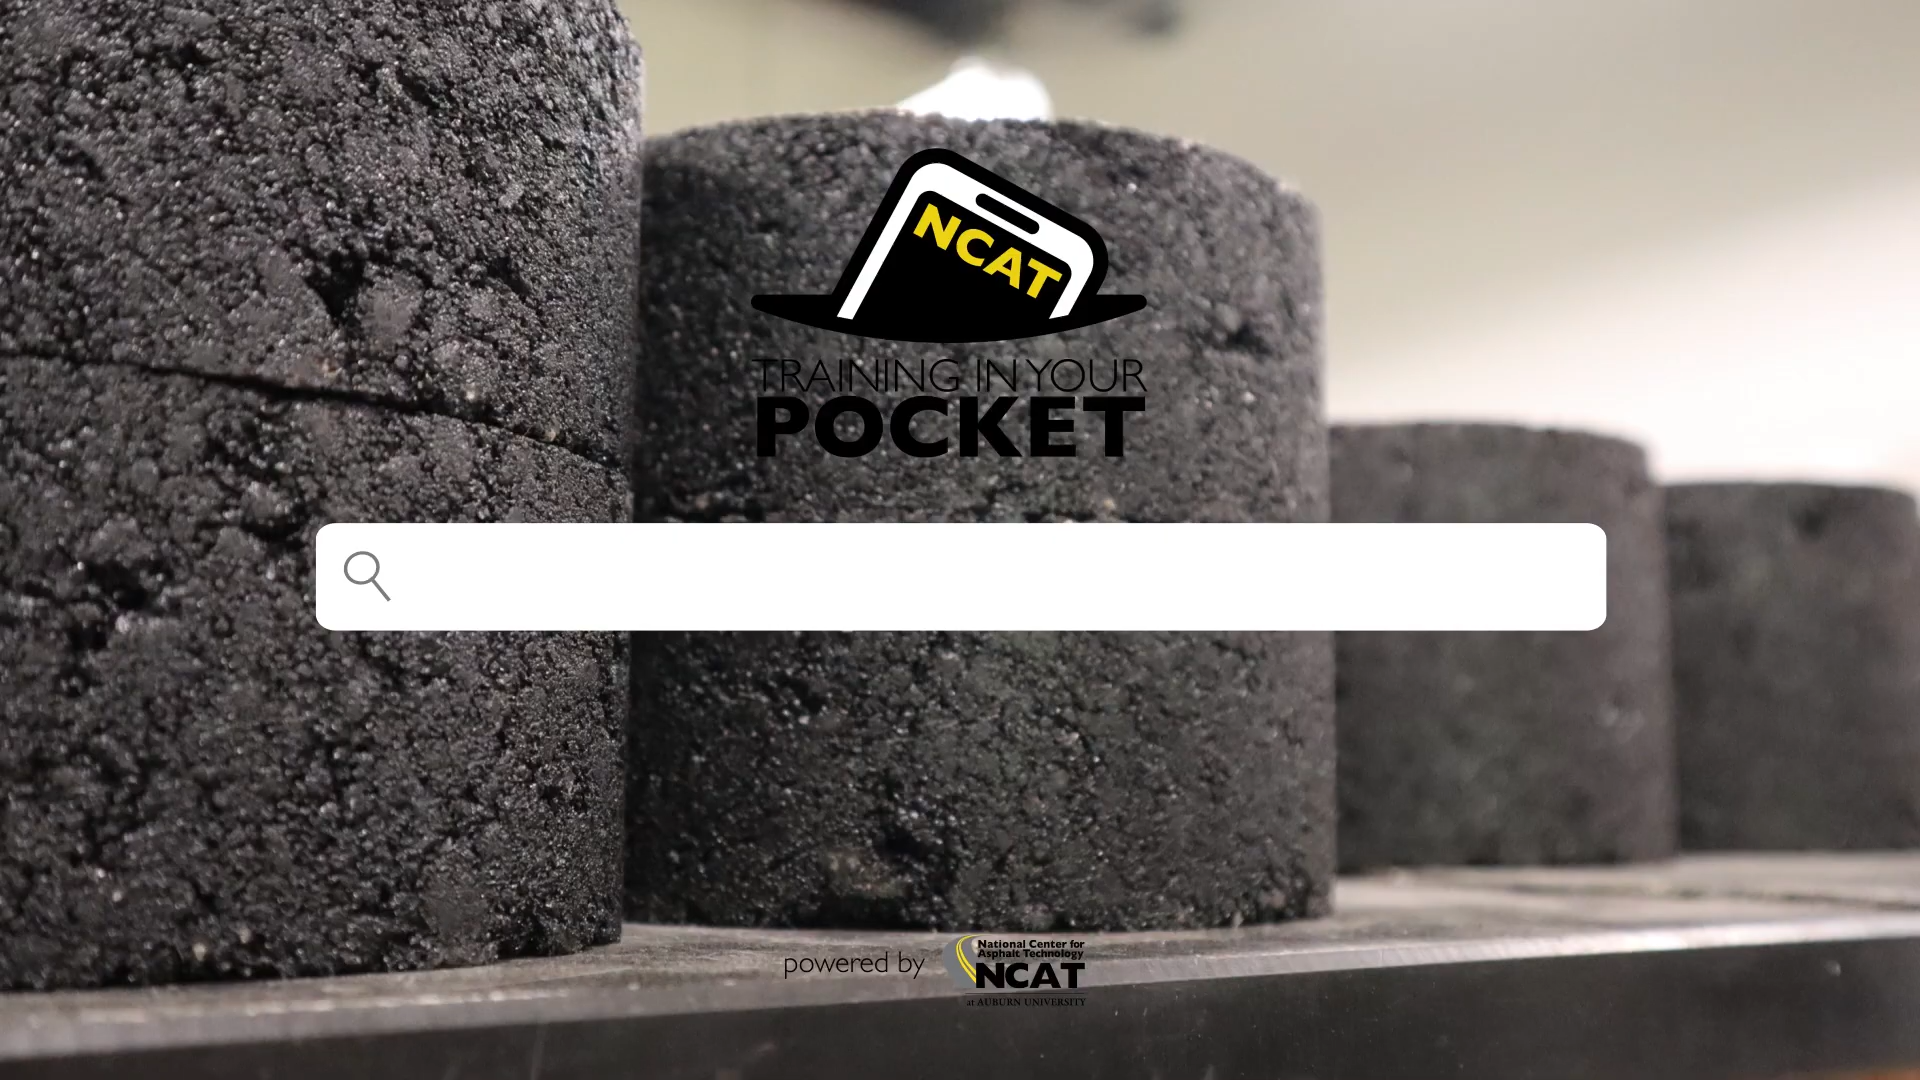 NCAT
TRAINING IN YOUR
POCKET
powered by
National Center for
Asphalt Technology
NCAT
at AUBURN UNIVERSITY